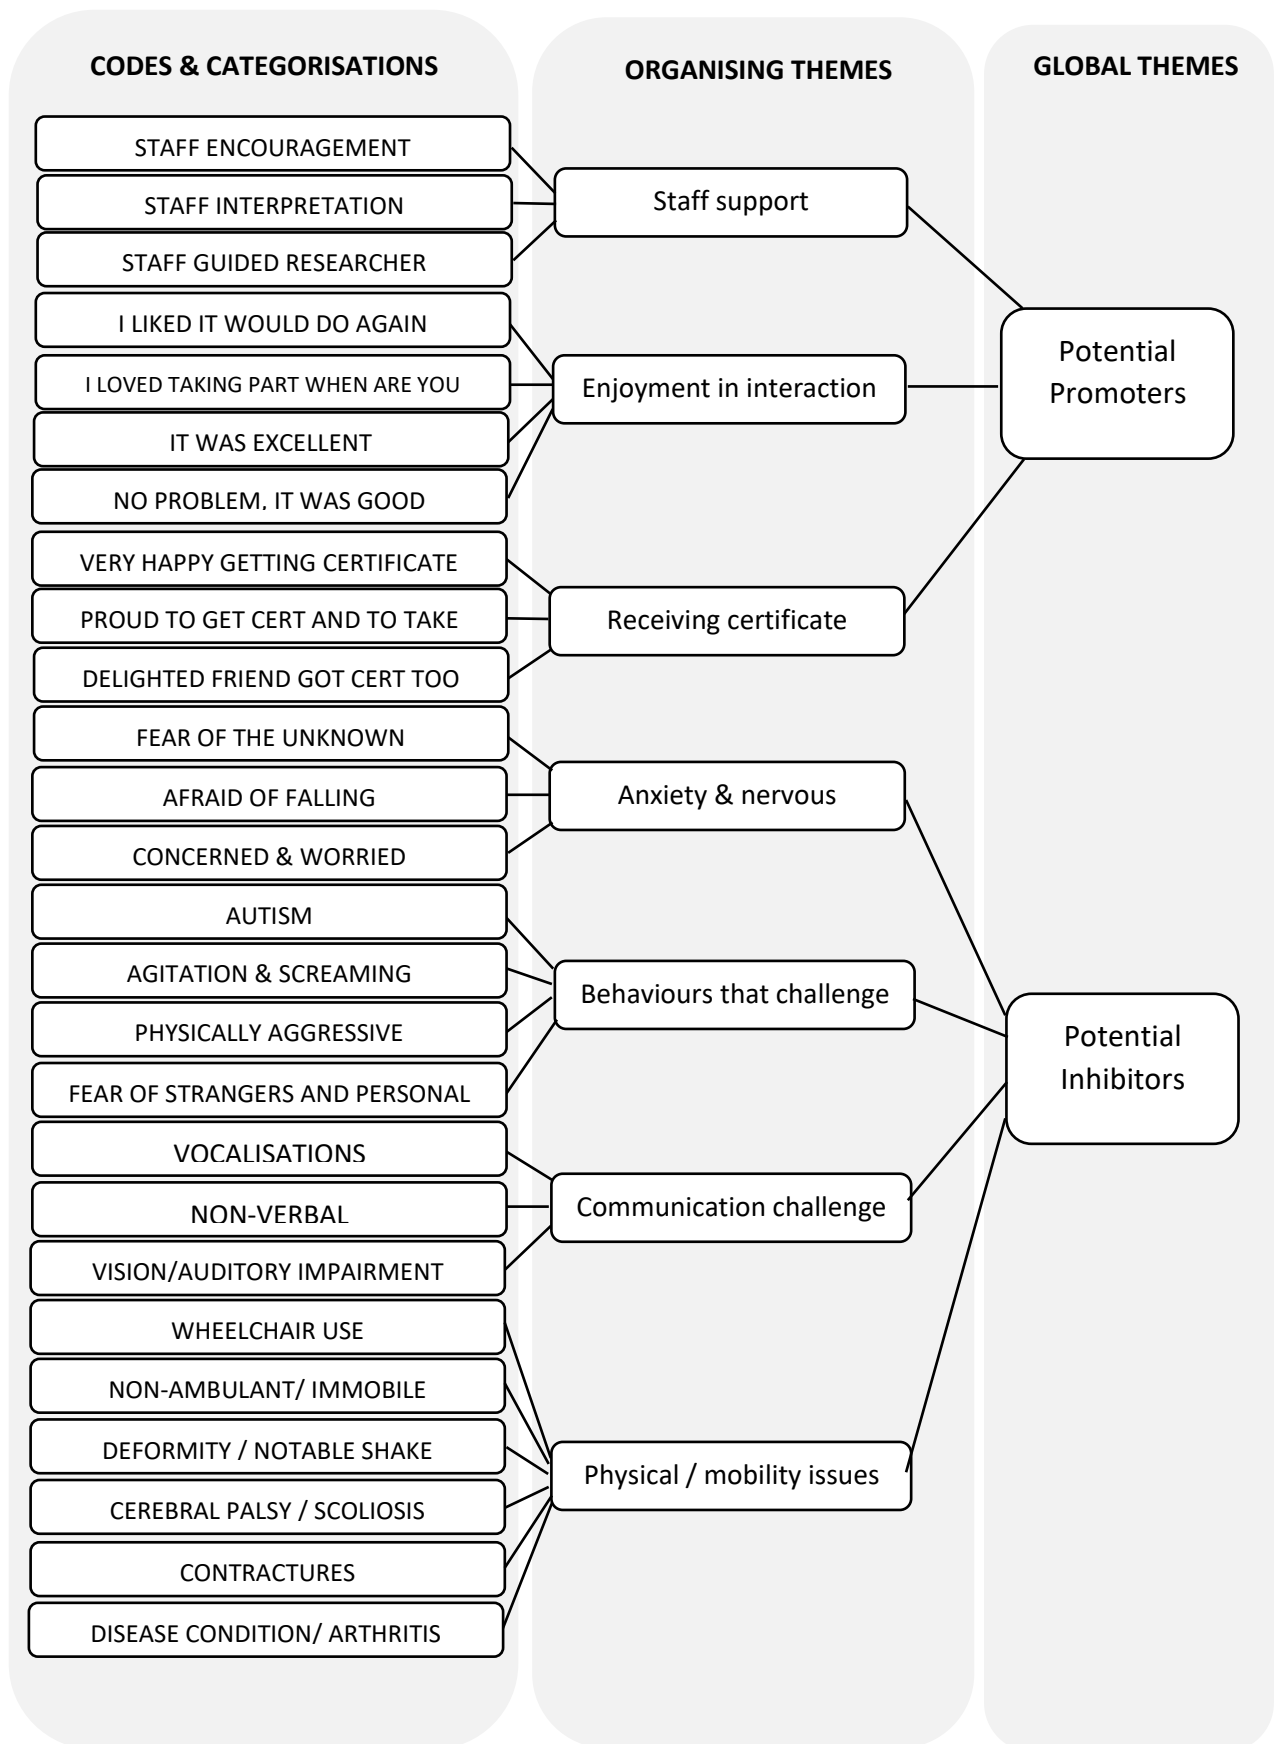 CODES & CATEGORISATIONS
STAFF ENCOURAGEMENT
STAFF INTERPRETATION
STAFF GUIDED RESEARCHER
I LIKED IT WOULD DO AGAIN
I LOVED TAKING PART WHEN ARE YOU
IT WAS EXCELLENT
NO PROBLEM, IT WAS GOOD
VERY HAPPY GETTING CERTIFICATE
PROUD TO GET CERT AND TO TAKE
DELIGHTED FRIEND GOT CERT TOO
FEAR OF THE UNKNOWN
AFRAID OF FALLING
CONCERNED & WORRIED
AUTISM
AGITATION & SCREAMING
PHYSICALLY AGGRESSIVE
FEAR OF STRANGERS AND PERSONAL
VOCALISATIONS
NON-VERBAL
VISION/AUDITORY IMPAIRMENT
WHEELCHAIR USE
NON-AMBULANT/ IMMOBILE
DEFORMITY / NOTABLE SHAKE
CEREBRAL PALSY / SCOLIOSIS
CONTRACTURES
DISEASE CONDITION/ ARTHRITIS
ORGANISING THEMES
Staff support
Enjoyment in interaction
Receiving certificate
Anxiety & nervous
Behaviours that challenge
Communication challenge
Physical / mobility issues
GLOBAL THEMES
Potential
Promoters
Potential
Inhibitors